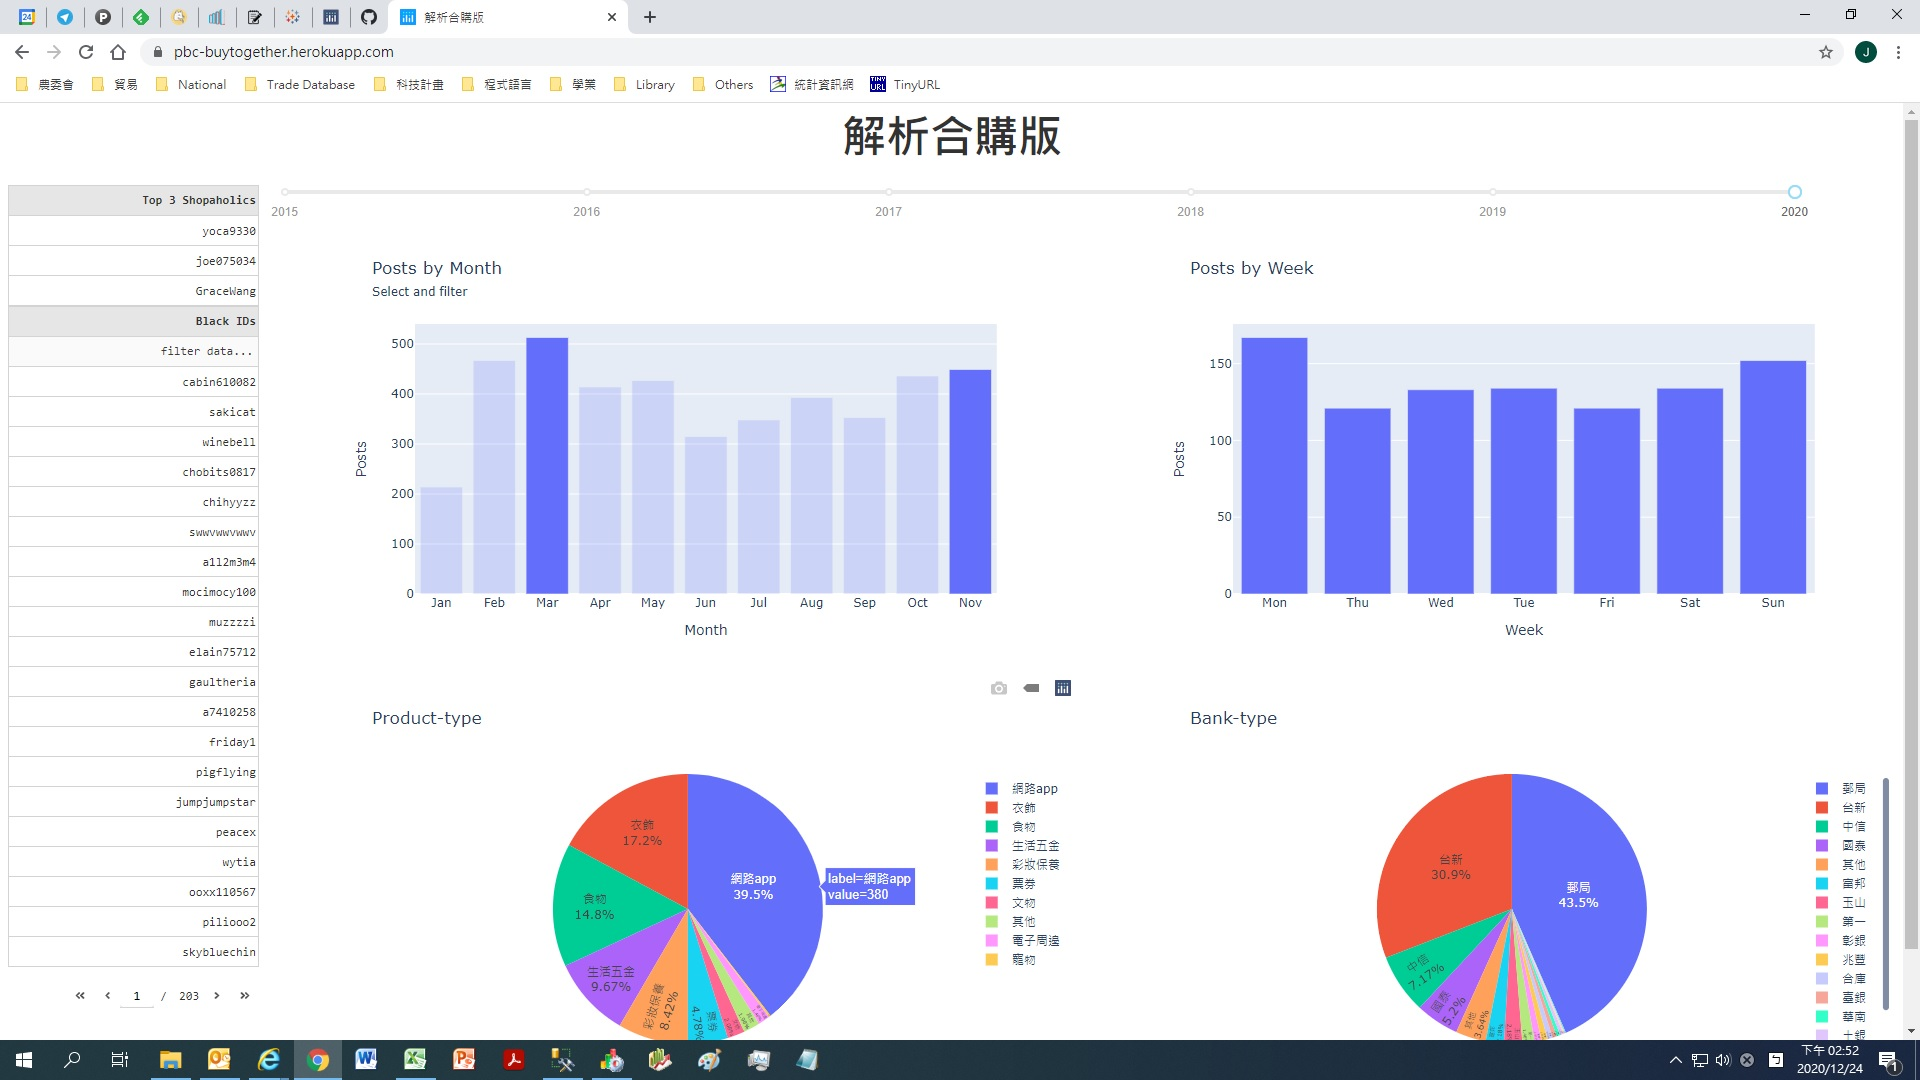 解析合購版
pbc-buytogether.herokuapp.com
J
農委會 貿易 National Trade Database 科技計畫 程式語言 學業 Library Others 統計資訊網 TinyURL
解析合購版
Top 3 Shopaholics
yoca9330
joe075034
GraceWang
Black IDs
filter data...
cabin610082
sakicat
winebell
chobits0817
chihyyzz
swwvwwvwwv
a1l2m3m4
mocimocy100
muzzzzi
elain75712
gaultheria
a7410258
friday1
pigflying
jumpjumpstar
peacex
wytia
ooxx110567
piliooo2
skybluechin
1 / 203
2015 2016 2017 2018 2019 2020
Posts by Month
Select and filter
500
400
300
200
100
0
Posts
Jan Feb Mar Apr May Jun Jul Aug Sep Oct Nov
Month
Posts by Week
150
100
50
0
Posts
Mon Thu Wed Tue Fri Sat Sun
Week
Product-type
網路app
39.5%
label=網路app
value=380
衣飾
17.2%
食物
14.8%
生活五金
9.67%
彩妝保養
8.42%
票券
4.78%
網路app
衣飾
食物
生活五金
彩妝保養
票券
文物
其他
電子周邊
寵物
Bank-type
郵局
43.5%
台新
30.9%
中信
7.17%
國泰
5.2%
其他
3.64%
郵局
台新
中信
國泰
其他
富邦
玉山
第一
彰銀
兆豐
合庫
臺銀
華南
土銀
下午 02:52
2020/12/24
1